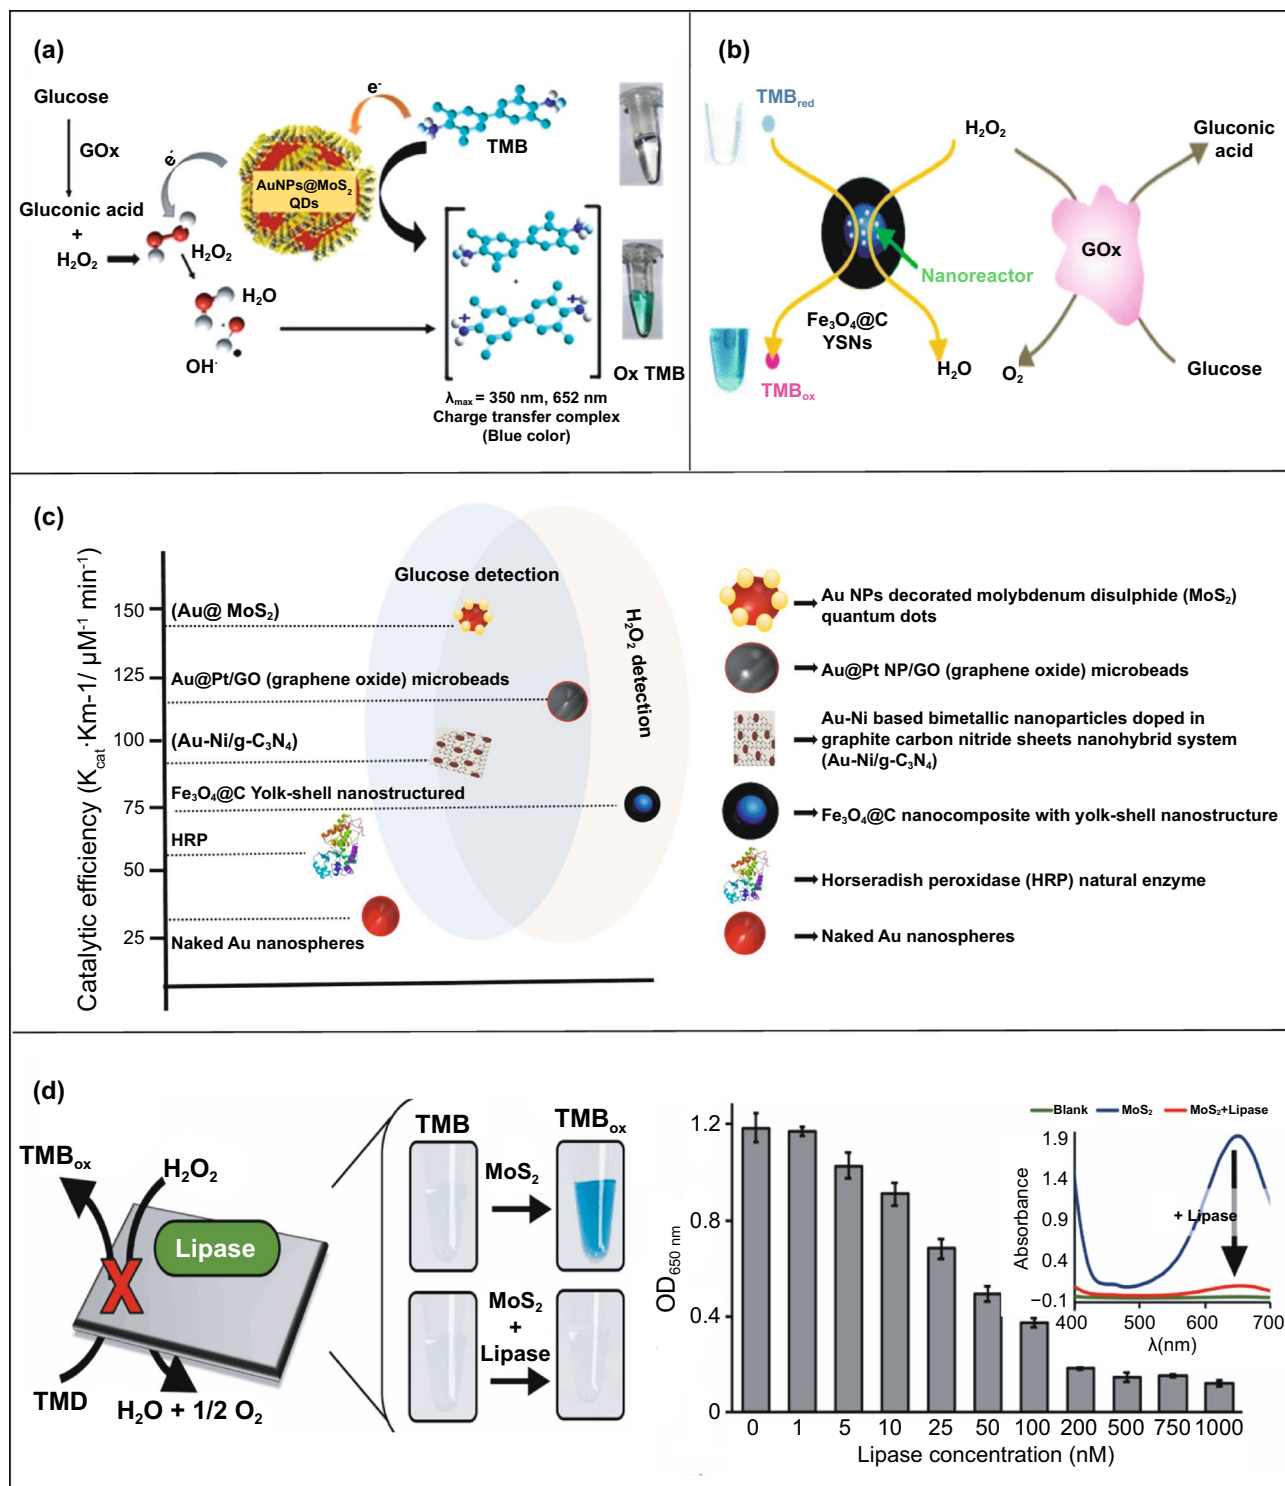 (a)
Glucose
GOx
Gluconic acid
+
H₂O₂
e⁻
e⁻
AuNPs@MoS₂
QDs
TMB
H₂O₂
H₂O
OH·
Ox TMB
λmax = 350 nm, 652 nm
Charge transfer complex
(Blue color)
(b)
TMBred
H₂O₂
Gluconic
acid
GOx
Nanoreactor
Fe₃O₄@C
YSNs
TMBox
H₂O
O₂
Glucose
(c)
Catalytic efficiency (Kcat·Km-1/ μM⁻¹ min⁻¹)
150
125
100
75
50
25
Glucose detection
H₂O₂ detection
(Au@ MoS₂)
Au@Pt/GO (graphene oxide) microbeads
(Au-Ni/g-C₃N₄)
Fe₃O₄@C Yolk-shell nanostructured
HRP
Naked Au nanospheres
Au NPs decorated molybdenum disulphide (MoS₂)
quantum dots
Au@Pt NP/GO (graphene oxide) microbeads
Au-Ni based bimetallic nanoparticles doped in
graphite carbon nitride sheets nanohybrid system
(Au-Ni/g-C₃N₄)
Fe₃O₄@C nanocomposite with yolk-shell nanostructure
Horseradish peroxidase (HRP) natural enzyme
Naked Au nanospheres
(d)
TMBox
H₂O₂
Lipase
X
TMD
H₂O + 1/2 O₂
TMB
TMBox
MoS₂
MoS₂
+
Lipase
OD650 nm
1.2
0.8
0.4
0
0 1 5 10 25 50 100 200 500 750 1000
Lipase concentration (nM)
Blank MoS₂ MoS₂+Lipase
Absorbance
1.9
1.4
0.9
0.4
−0.1
+ Lipase
400 500 600 700
λ(nm)